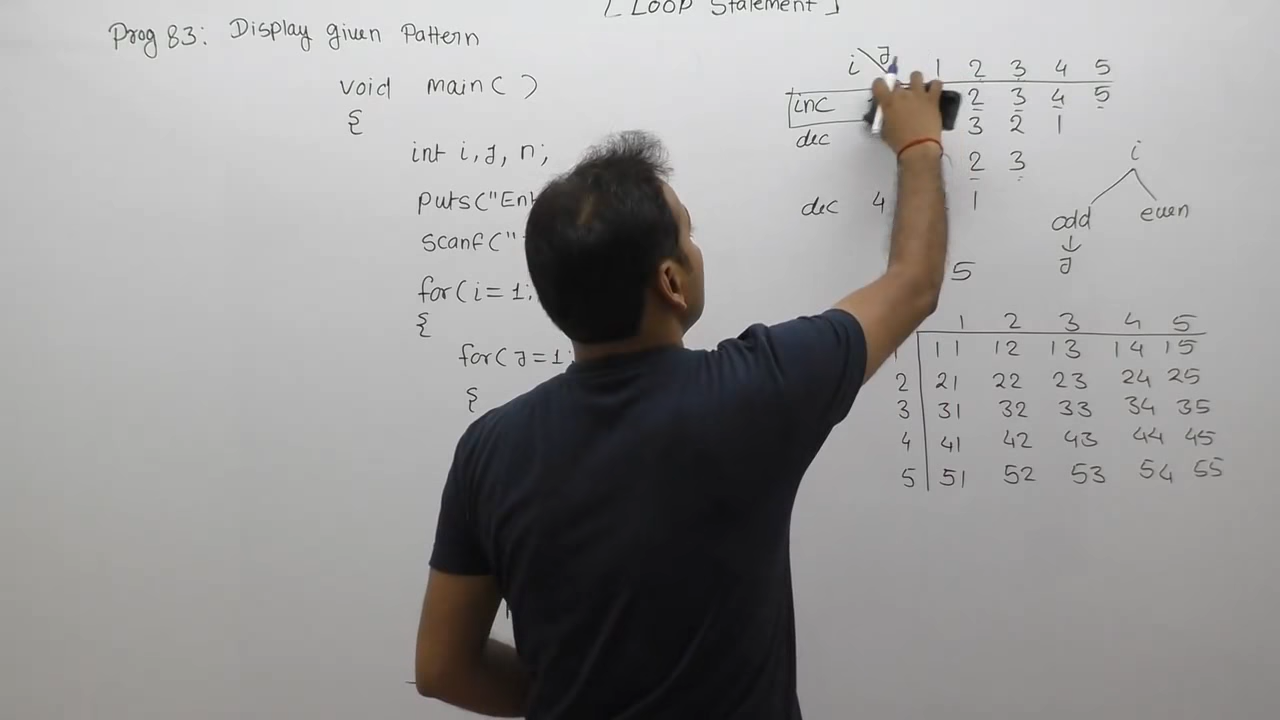 [Loop Statement]
Prog 83: Display given Pattern
void main( )
{
int i, j, n;
puts("
scanf("
for(i=1;
{
for(j=1;
{
i j 1 2 3 4 5
inc 2 3 4 5
dec 3 2 1
2 3
dec 4 1
i
odd even
j
5
1 2 3 4 5
11 12 13 14 15
2 21 22 23 24 25
3 31 32 33 34 35
4 41 42 43 44 45
5 51 52 53 54 55